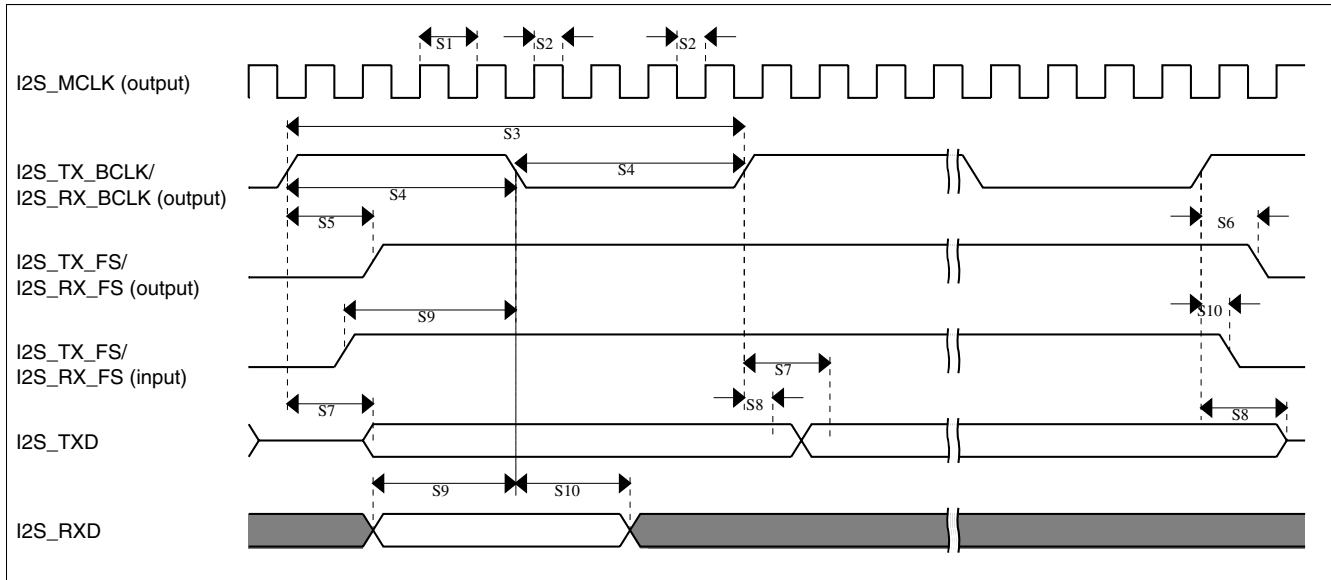 S1
S2
S2
I2S_MCLK (output)
S3
I2S_TX_BCLK/
I2S_RX_BCLK (output)
S4
S4
S5
S6
I2S_TX_FS/
I2S_RX_FS (output)
S9
S10
I2S_TX_FS/
I2S_RX_FS (input)
S7
S7
S8
S8
I2S_TXD
S9
S10
I2S_RXD